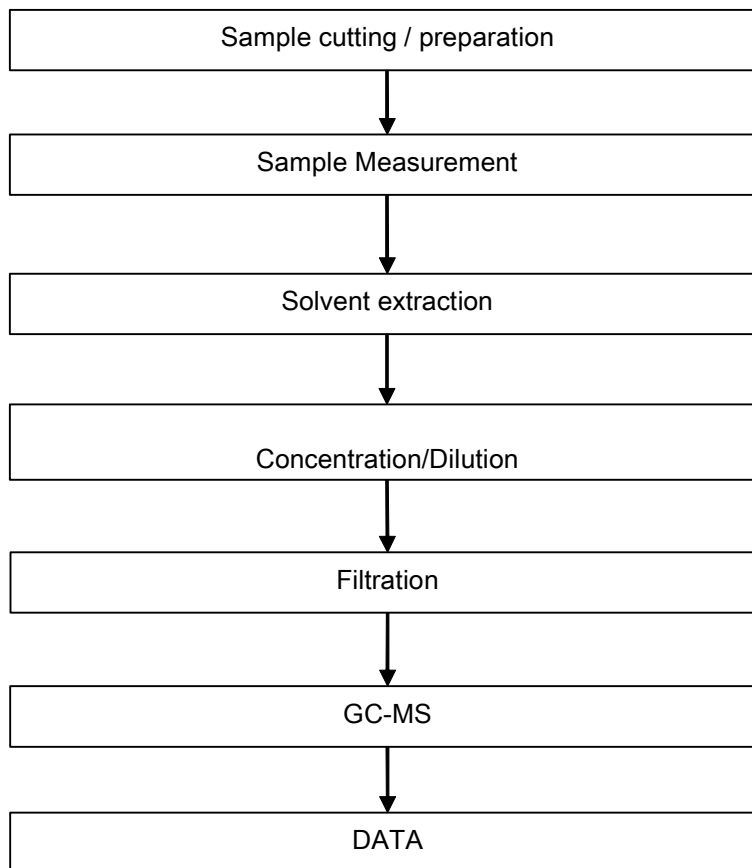 Sample cutting / preparation
Sample Measurement
Solvent extraction
Concentration/Dilution
Filtration
GC-MS
DATA